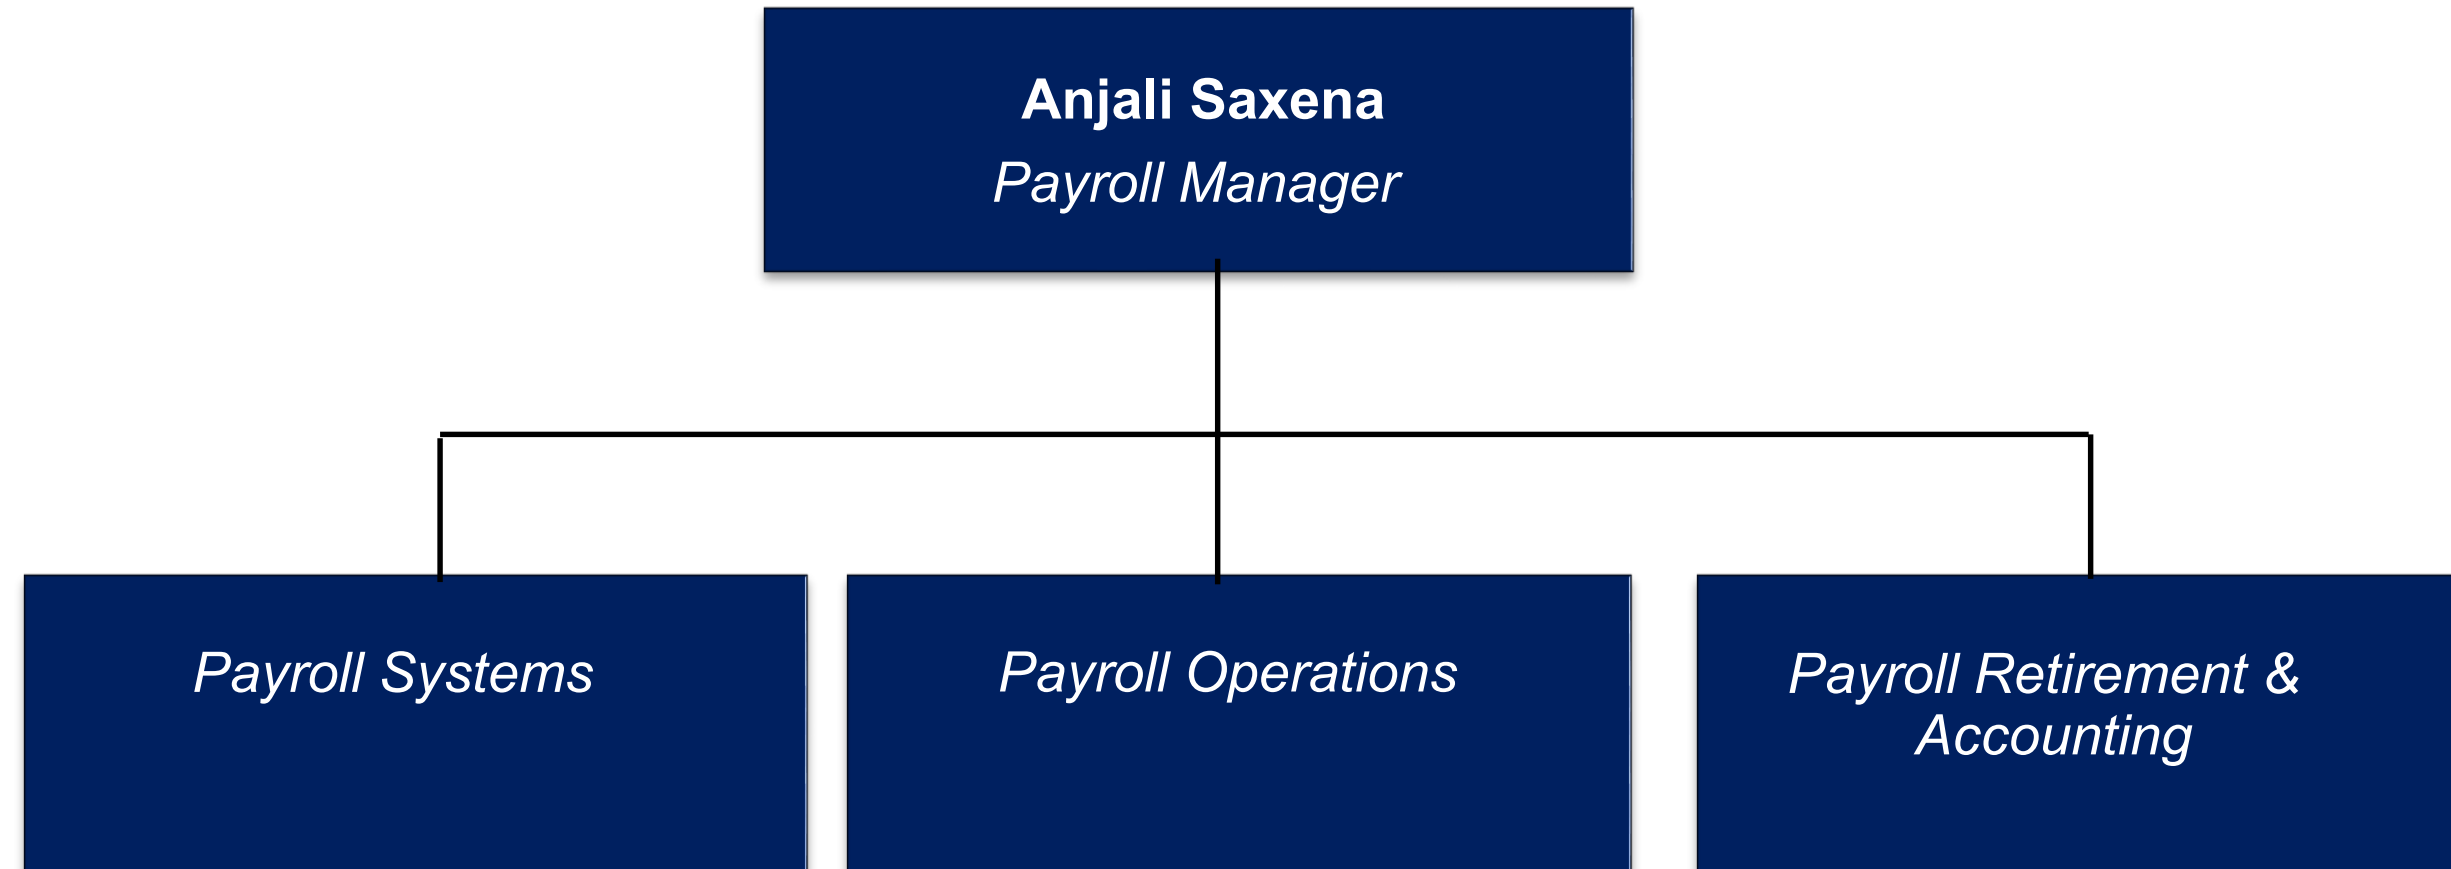 Anjali Saxena
Payroll Manager
Payroll Systems
Payroll Operations
Payroll Retirement &
Accounting